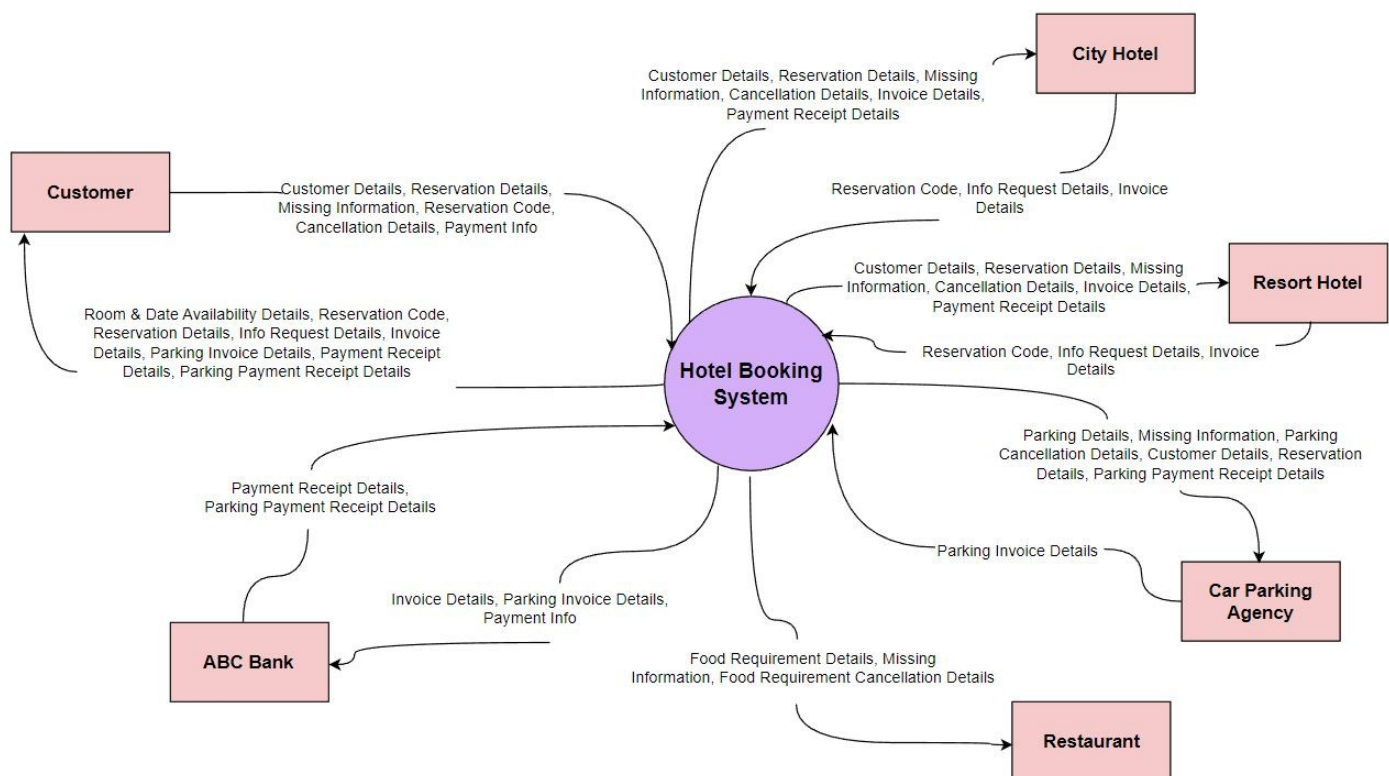 City Hotel
Customer Details, Reservation Details, Missing
Information, Cancellation Details, Invoice Details,
Payment Receipt Details
Customer
Customer Details, Reservation Details,
Missing Information, Reservation Code,
Cancellation Details, Payment Info
Reservation Code, Info Request Details, Invoice
Details
Customer Details, Reservation Details, Missing
Information, Cancellation Details, Invoice Details,
Payment Receipt Details
Resort Hotel
Room & Date Availability Details, Reservation Code,
Reservation Details, Info Request Details, Invoice
Details, Parking Invoice Details, Payment Receipt
Details, Parking Payment Receipt Details
Reservation Code, Info Request Details, Invoice
Details
Hotel Booking
System
Parking Details, Missing Information, Parking
Cancellation Details, Customer Details, Reservation
Details, Parking Payment Receipt Details
Payment Receipt Details,
Parking Payment Receipt Details
Parking Invoice Details
Car Parking
Agency
Invoice Details, Parking Invoice Details,
Payment Info
ABC Bank
Food Requirement Details, Missing
Information, Food Requirement Cancellation Details
Restaurant